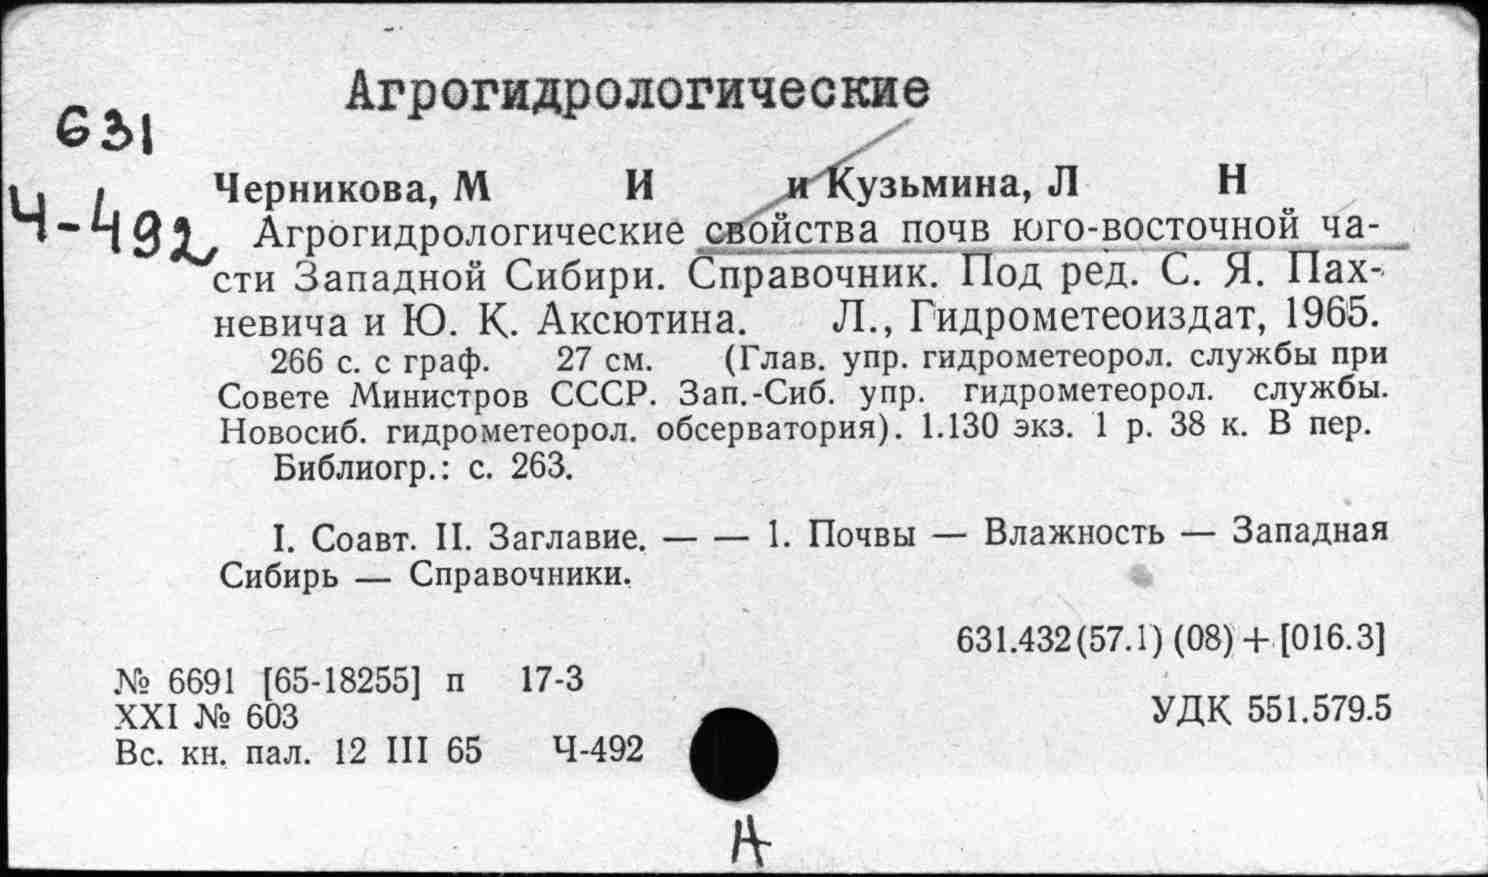 Агрогидрологические
631
Ч-492
Черникова, М И и Кузьмина, Л Н
Агрогидрологические свойства почв юго-восточной ча-
сти Западной Сибири. Справочник. Под ред. С. Я. Пах-
невича и Ю. К. Аксютина. Л., Гидрометеоиздат, 1965.
266 с. с граф. 27 см. (Глав. упр. гидрометеорол. службы при
Совете Министров СССР. Зап.-Сиб. упр. гидрометеорол. службы.
Новосиб. гидрометеорол. обсерватория). 1.130 экз. 1 р. 38 к. В пер.
Библиогр.: с. 263.
I. Соавт. II. Заглавие. — — 1. Почвы — Влажность — Западная
Сибирь — Справочники.
631.432(57.1) (08) + [016.3]
№ 6691 [65-18255] п 17-3
XXI № 603
УДК 551.579.5
Вс. кн. пал. 12 III 65 Ч-492